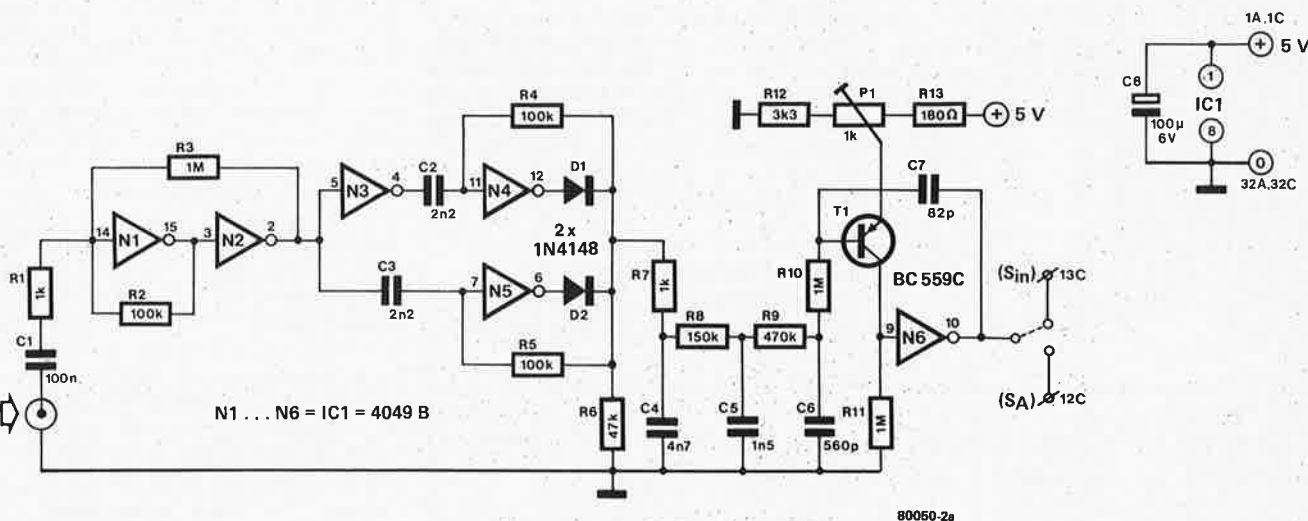 1A,1C
5 V
C8
100µ
6V
1
IC1
8
0
32A,32C
R12
3k3
P1
1k
R13
180Ω
5 V
R4
100k
R3
1M
N1
14
15
N2
3
2
R2
100k
R1
1k
C1
100n
N3
5
4
C2
2n2
N4
11
12
D1
2 x
1N4148
C3
2n2
N5
7
6
D2
R5
100k
R6
47k
R7
1k
R8
150k
R9
470k
C4
4n7
C5
1n5
C6
560p
R10
1M
T1
BC 559C
C7
82p
N6
9
10
R11
1M
(Sin)
13C
(SA)
12C
N1 . . . N6 = IC1 = 4049 B
80050-2a